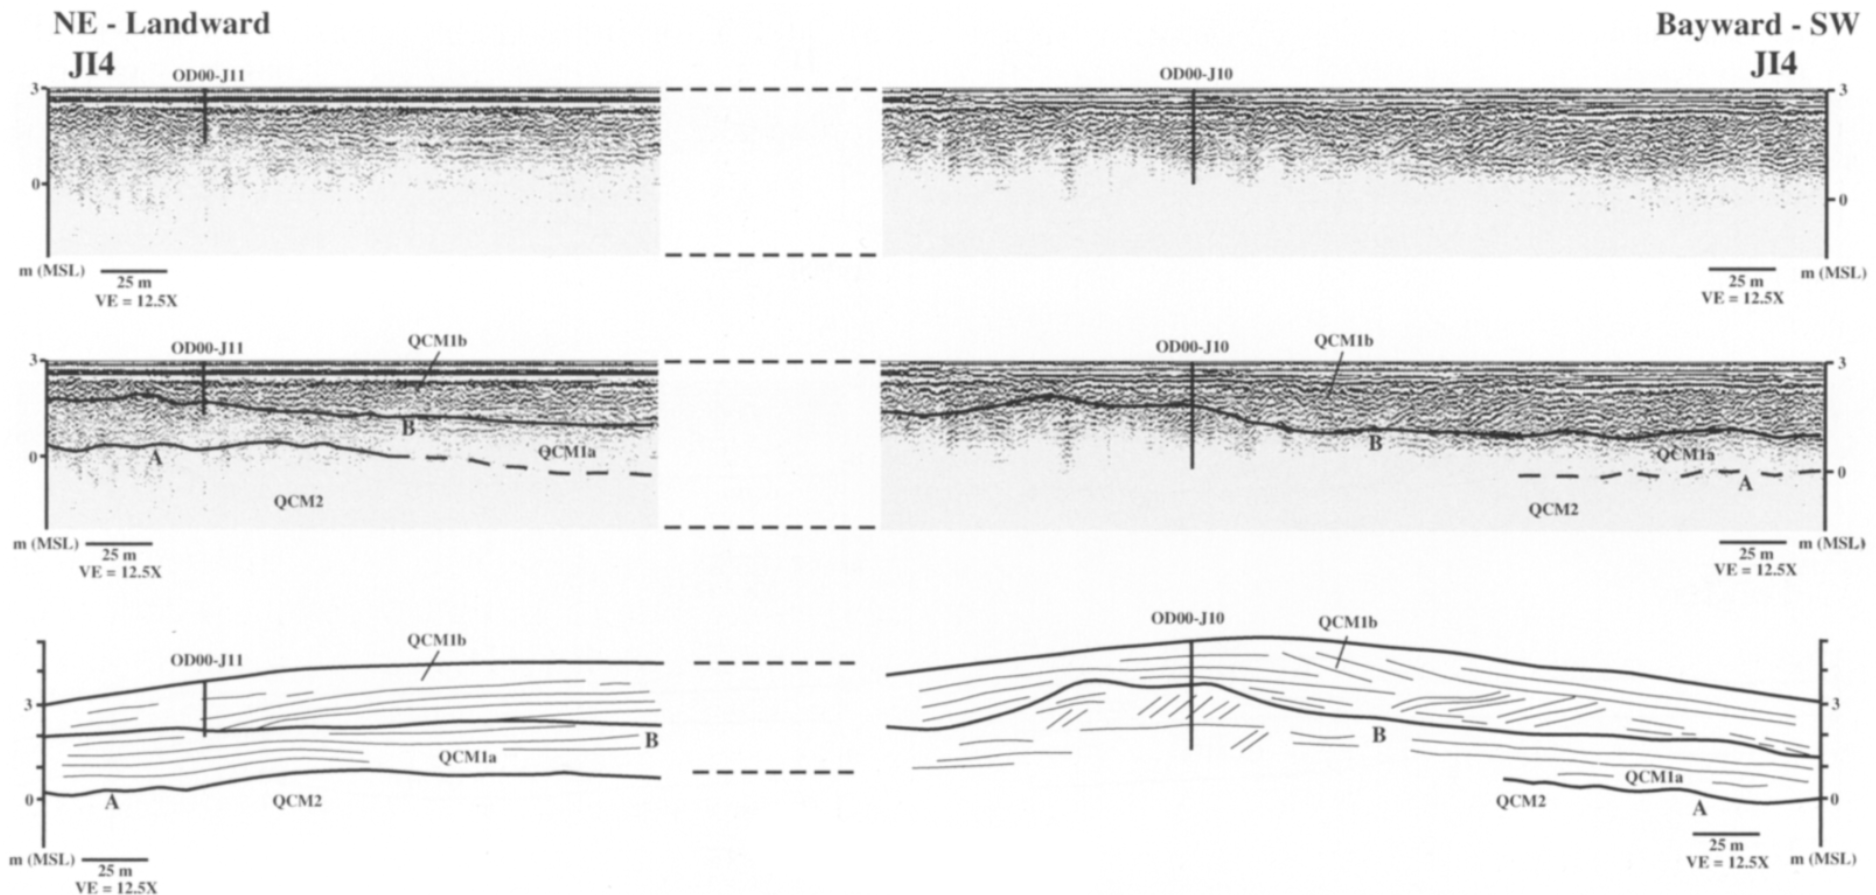 NE - Landward
Bayward - SW
JI4
JI4
OD00-J11
OD00-J10
3
3
0
0
m (MSL)
25 m
VE = 12.5X
25 m
m (MSL)
VE = 12.5X
OD00-J11
QCM1b
OD00-J10
QCM1b
3
3
B
B
A
QCM1a
QCM1a
0
0
A
QCM2
QCM2
m (MSL)
25 m
VE = 12.5X
25 m
m (MSL)
VE = 12.5X
OD00-J11
QCM1b
OD00-J10
QCM1b
3
3
B
B
QCM1a
QCM1a
0
A
QCM2
QCM2
A
0
m (MSL)
25 m
VE = 12.5X
25 m
m (MSL)
VE = 12.5X